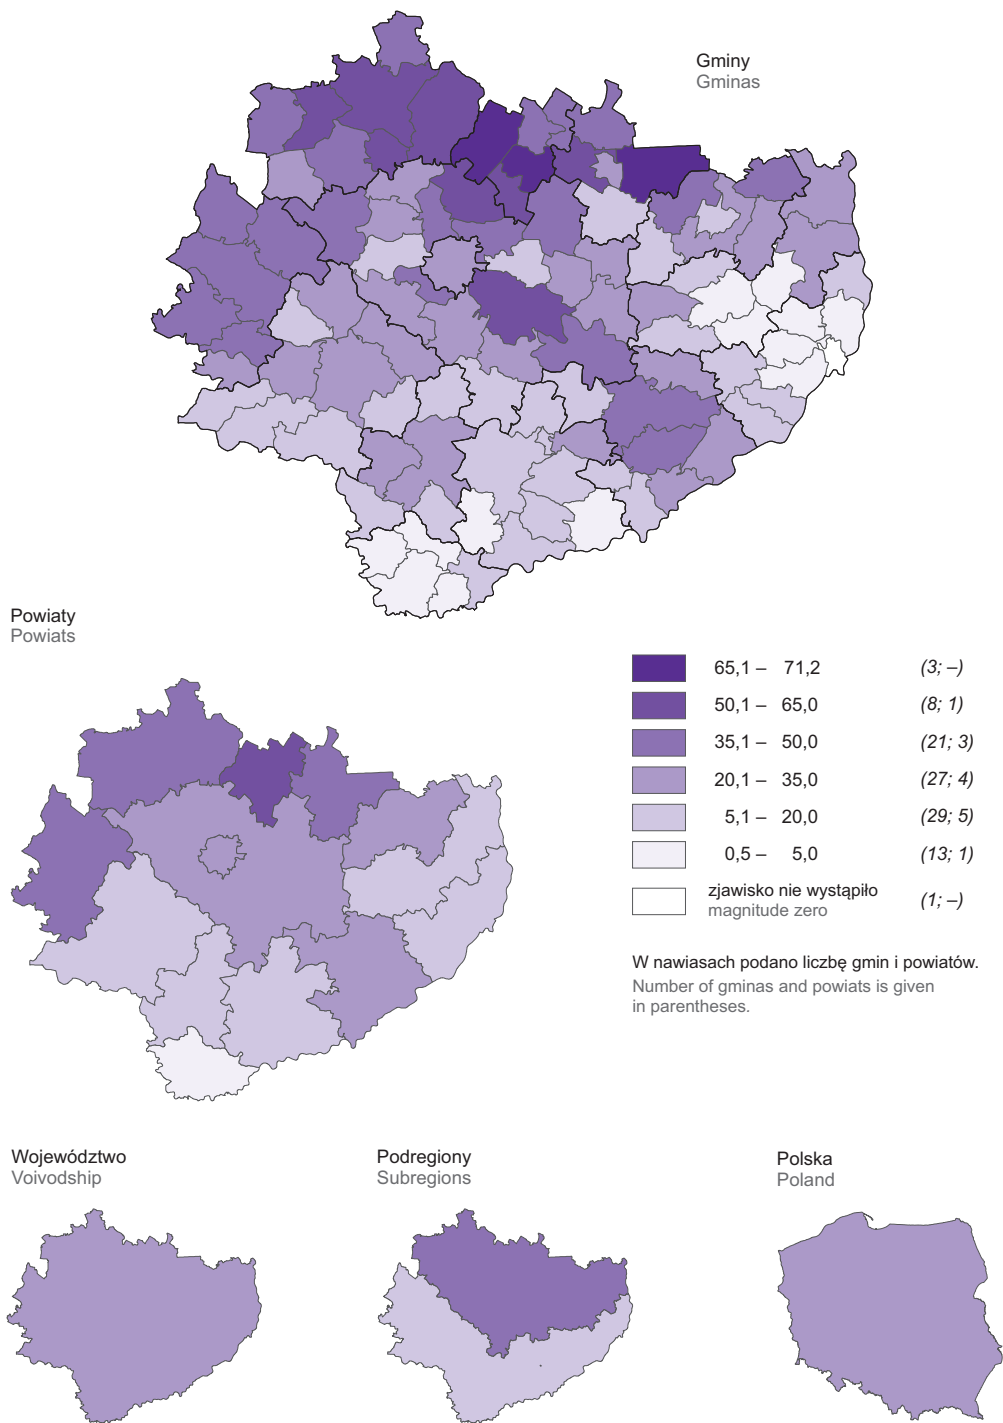 Gminy
Gminas
Powiaty
Powiats
65,1 – 71,2 (3; –)
50,1 – 65,0 (8; 1)
35,1 – 50,0 (21; 3)
20,1 – 35,0 (27; 4)
5,1 – 20,0 (29; 5)
0,5 – 5,0 (13; 1)
zjawisko nie wystąpiło (1; –)
magnitude zero
W nawiasach podano liczbę gmin i powiatów.
Number of gminas and powiats is given
in parentheses.
Województwo
Voivodship
Podregiony
Subregions
Polska
Poland